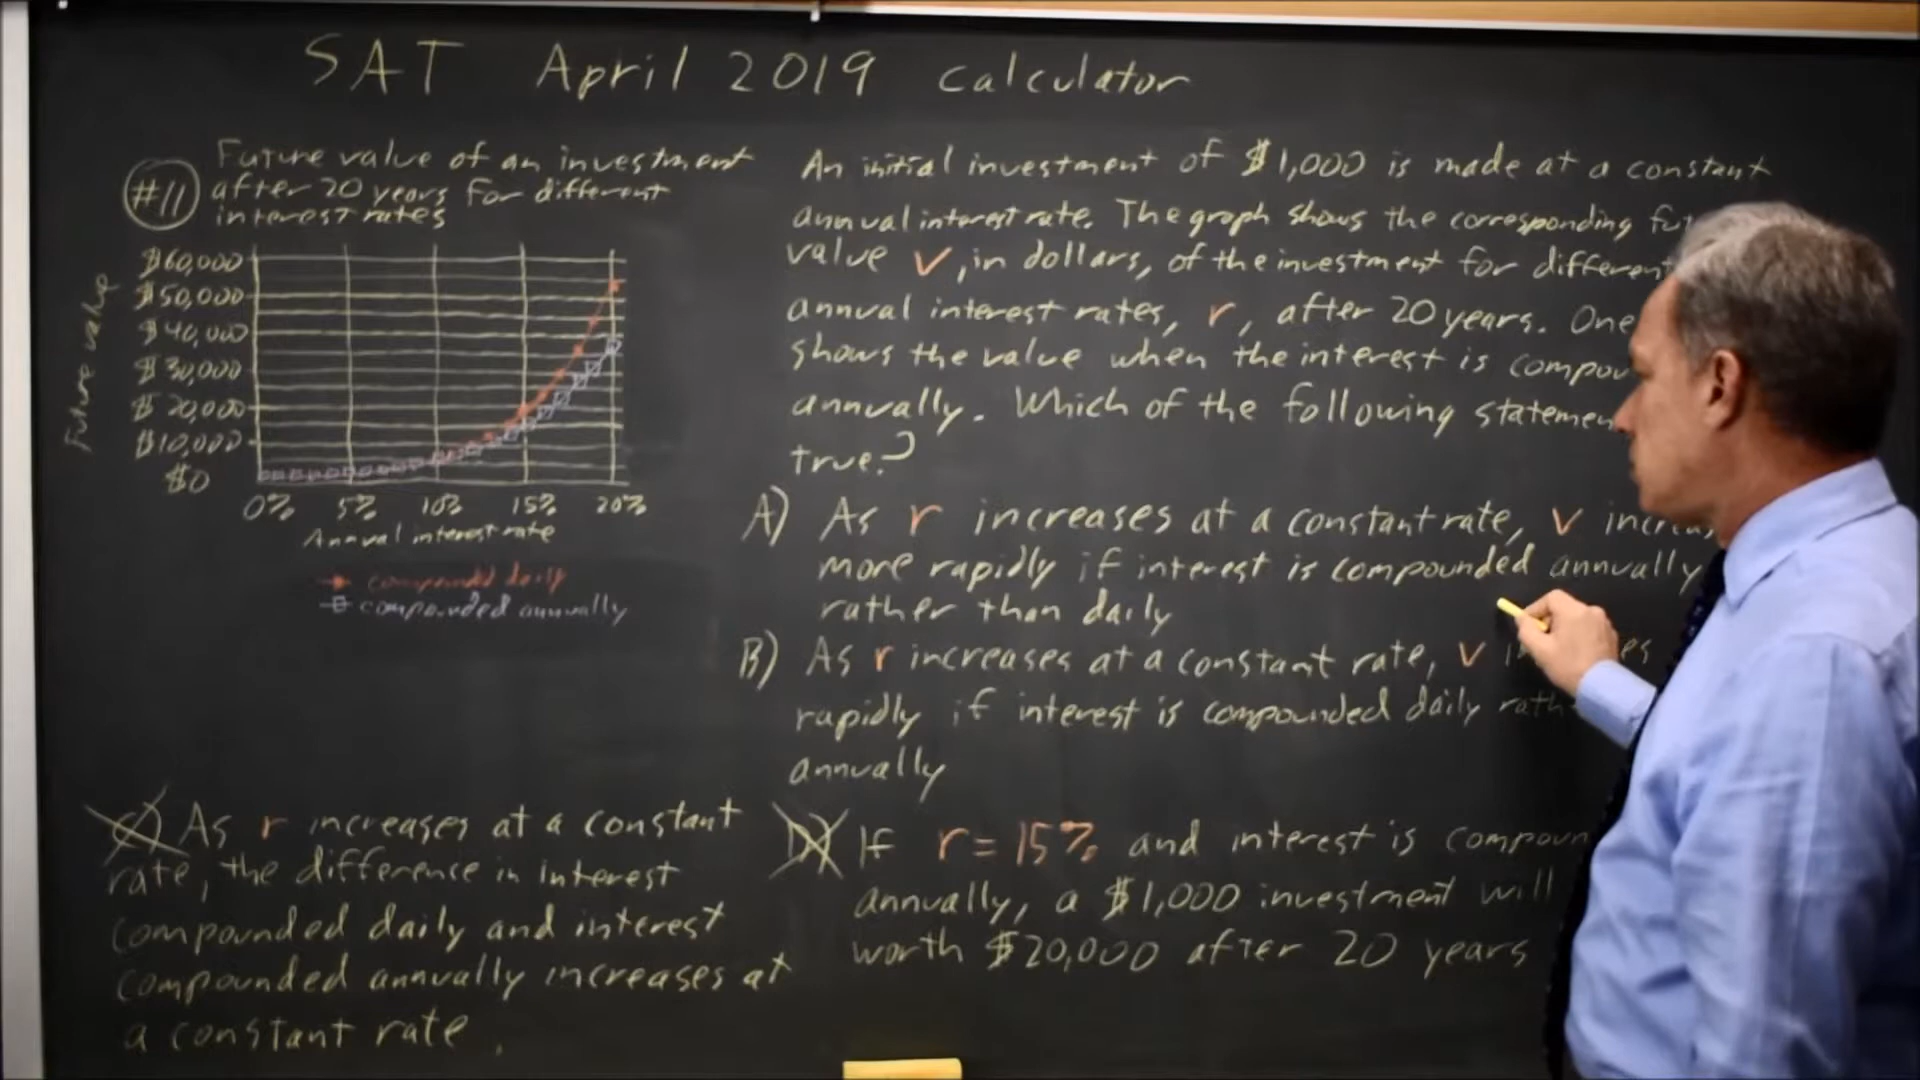 SAT April 2019 Calculator
#11
Future value of an investment
after 20 years for different
interest rates
Future value
$60,000
$50,000
$40,000
$30,000
$20,000
$10,000
$0
0% 5% 10% 15% 20%
Annual interest rate
compounded daily
compounded annually
An initial investment of $1,000 is made at a constant
annual interest rate. The graph shows the corresponding
value v, in dollars, of the investment for different
annual interest rates, r, after 20 years. One
shows the value when the interest is
annually. Which of the following
true?
A) As r increases at a constant rate, v
more rapidly if interest is compounded annually
rather than daily
B) As r increases at a constant rate, v
rapidly if interest is compounded daily
annually
C) As r increases at a constant
rate, the difference in interest
compounded daily and interest
compounded annually increases at
a constant rate.
D) If r = 15% and interest is
annually, a $1,000 investment will
worth $20,000 after 20 years